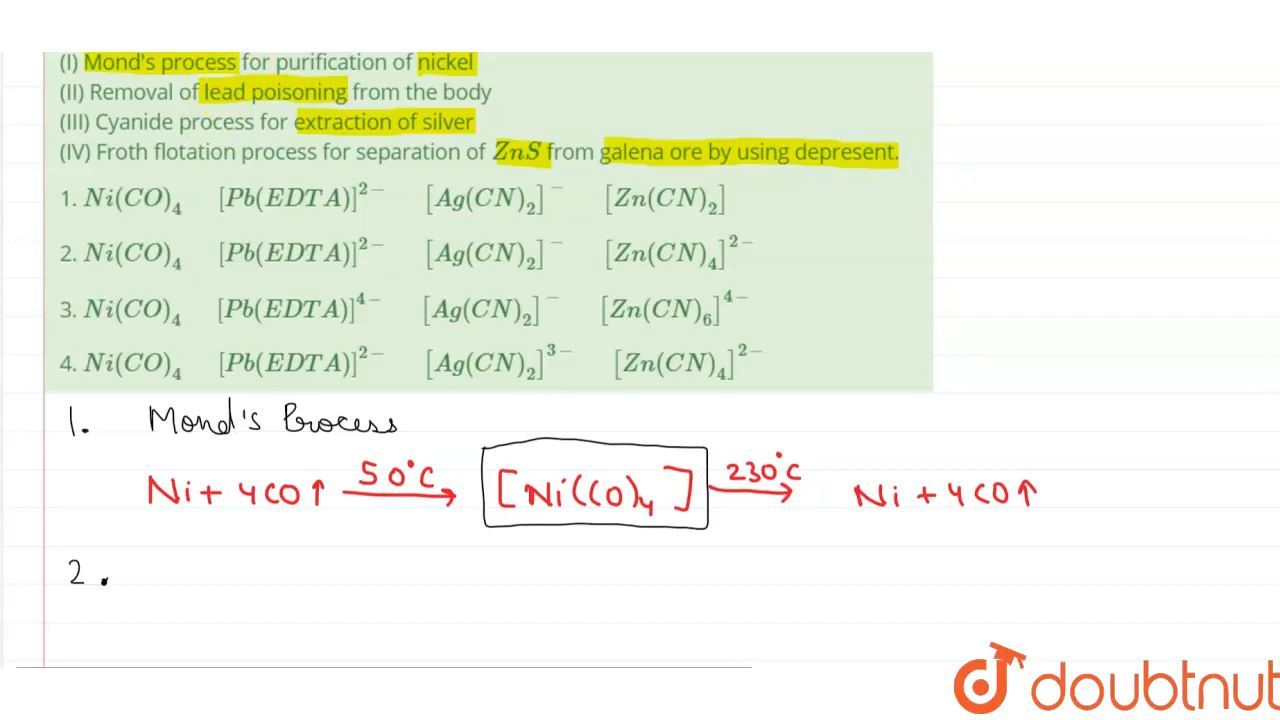 (I) Mond's process for purification of nickel
(II) Removal of lead poisoning from the body
(III) Cyanide process for extraction of silver
(IV) Froth flotation process for separation of ZnS from galena ore by using depresent.
1. Ni(CO)₄ [Pb(EDTA)]²⁻ [Ag(CN)₂]⁻ [Zn(CN)₂]
2. Ni(CO)₄ [Pb(EDTA)]²⁻ [Ag(CN)₂]⁻ [Zn(CN)₄]²⁻
3. Ni(CO)₄ [Pb(EDTA)]⁴⁻ [Ag(CN)₂]⁻ [Zn(CN)₆]⁴⁻
4. Ni(CO)₄ [Pb(EDTA)]²⁻ [Ag(CN)₂]³⁻ [Zn(CN)₄]²⁻
1. Mond's Process
Ni + 4CO↑ —50°C→ [Ni(CO)₄] —230°C→ Ni + 4CO↑
2.
doubtnut